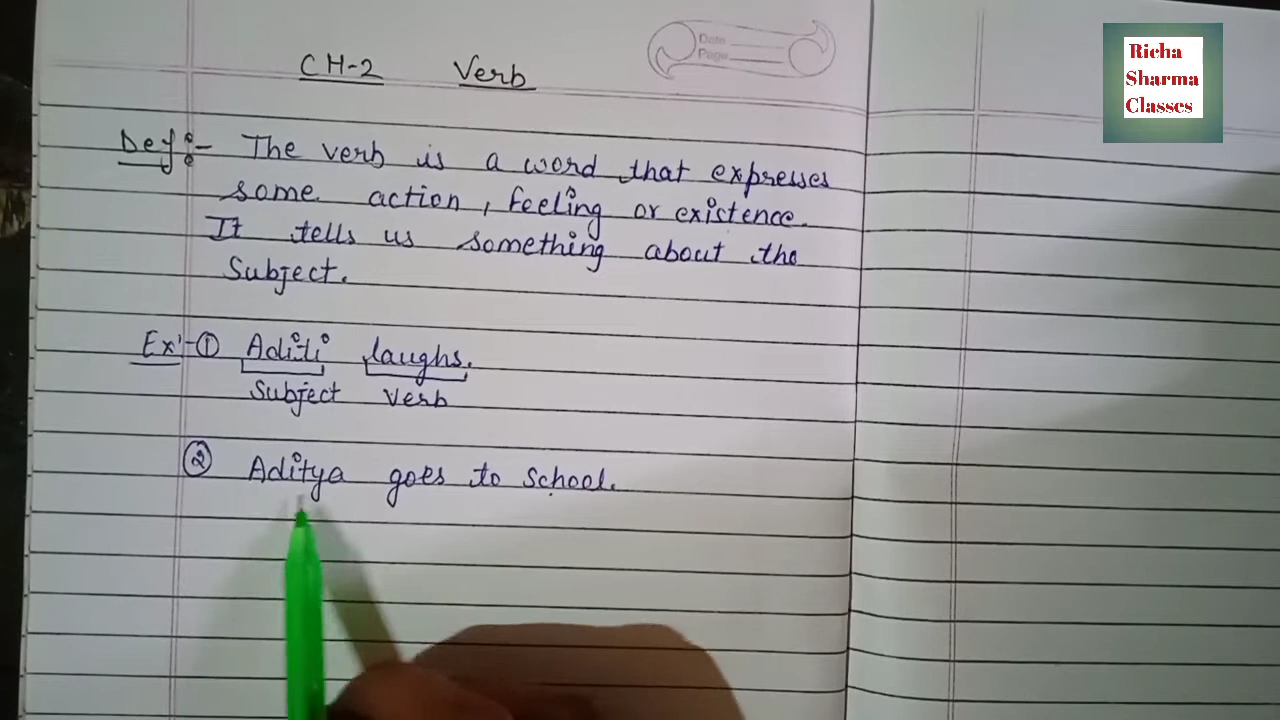 Date
Page
Richa
Sharma
Classes
CH-2 Verb
Def:- The verb is a word that expresses
some action, feeling or existence.
It tells us something about the
Subject.
Ex:- ① Aditi laughs.
Subject Verb
② Aditya goes to School.